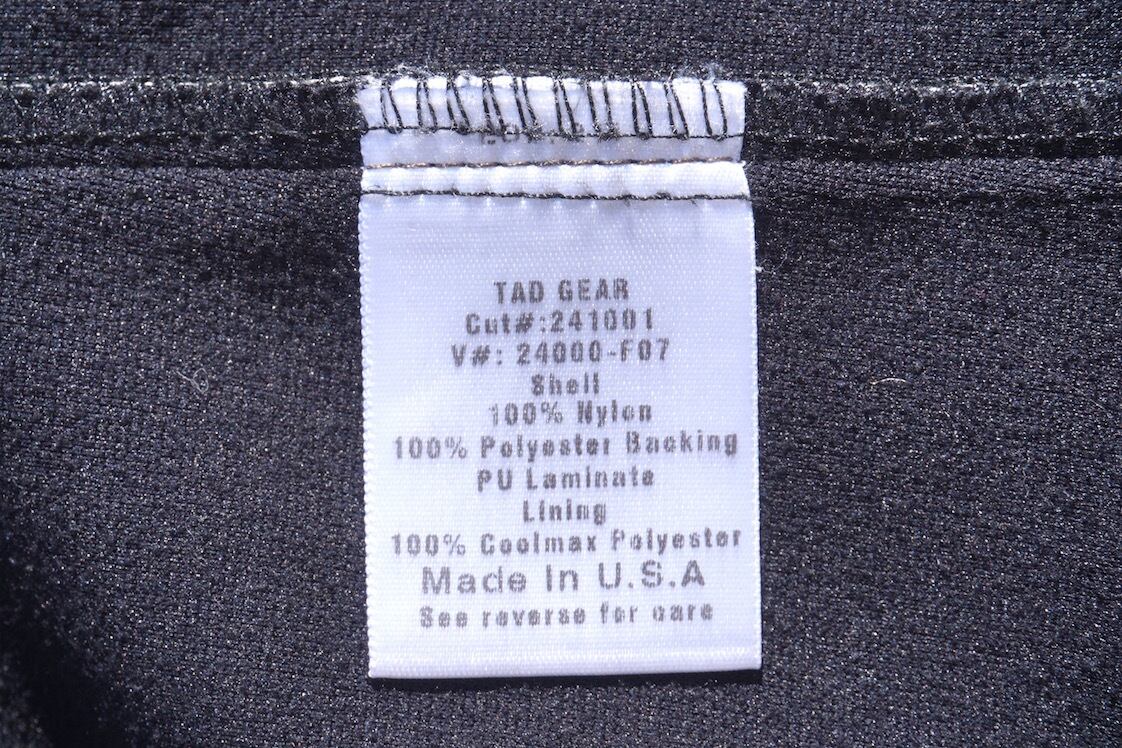 TAD GEAR
Cut#:241001
V#: 24000-F07
Shell
100% Nylon
100% Polyester Backing
PU Laminate
Lining
100% Coolmax Polyester
Made In U.S.A
See reverse for care